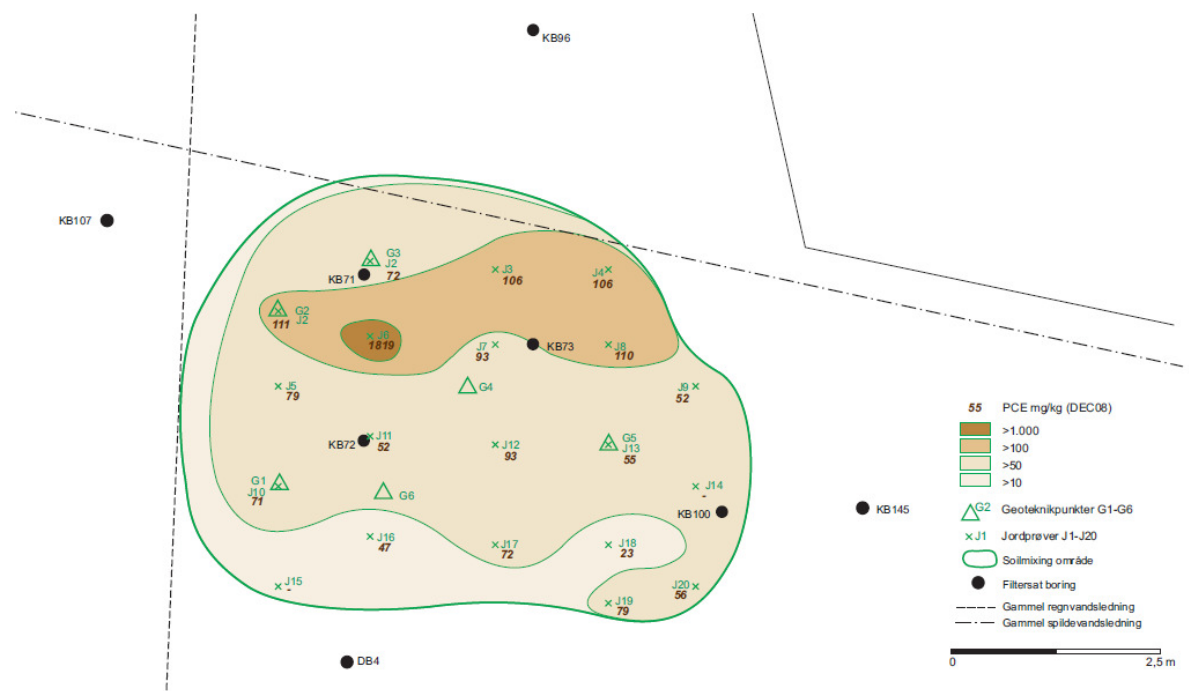 KB96
KB107
G3
J2
72
KB71
J3
106
J4
106
G2
J2
111
J6
1819
J7
93
KB73
J8
110
J5
79
G4
J9
52
KB72
J11
52
J12
93
G5
J13
55
G1
J10
71
G6
J14
-
KB100
KB145
J16
47
J17
72
J18
23
J15
-
J19
79
J20
56
DB4
55 PCE mg/kg (DEC08)
>1.000
>100
>50
>10
G2 Geoteknikpunkter G1-G6
J1 Jordprøver J1-J20
Soilmixing område
Filtersat boring
Gammel regnvandsledning
Gammel spildevandsledning
0 2,5 m